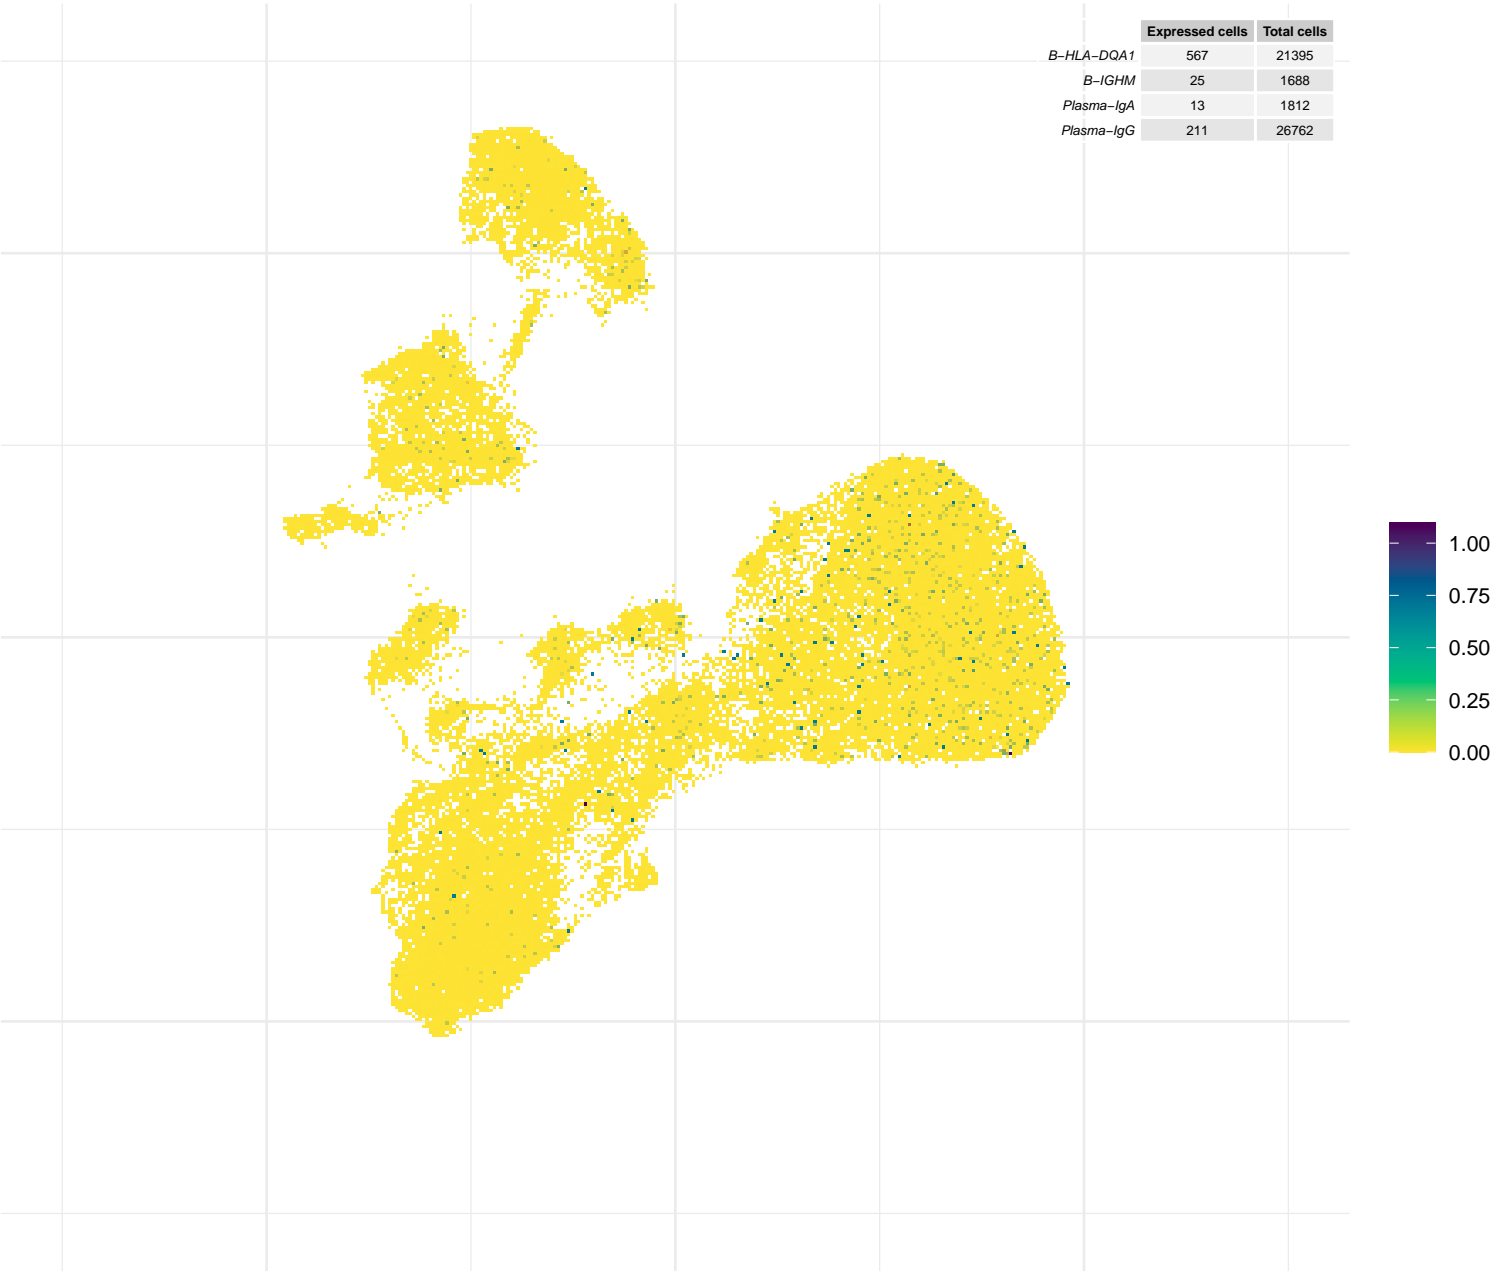 Expressed cells Total cells
B−HLA−DQA1 567 21395
B−IGHM 25 1688
Plasma−IgA 13 1812
Plasma−IgG 211 26762
1.00
0.75
0.50
0.25
0.00